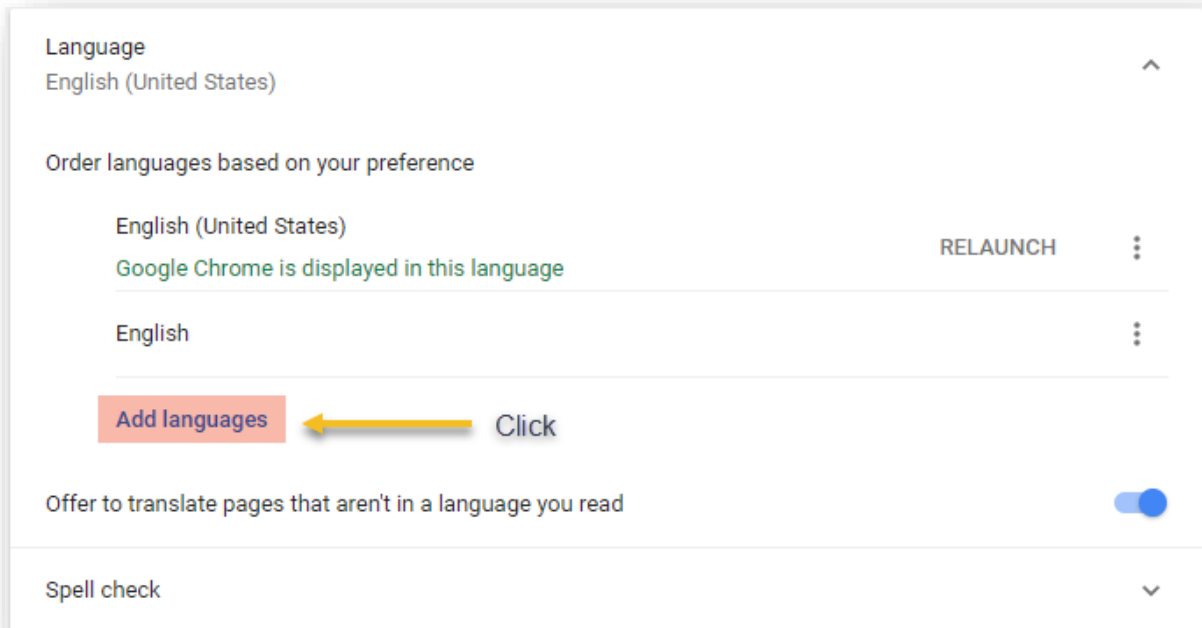 Language
English (United States)
Order languages based on your preference
English (United States)
RELAUNCH
Google Chrome is displayed in this language
English
Add languages
Click
Offer to translate pages that aren't in a language you read
Spell check